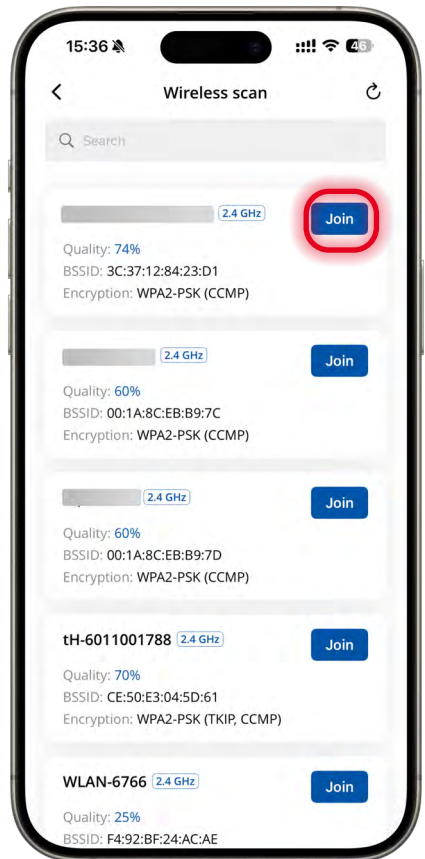 15:36 46
Wireless scan
Search
2.4 GHz Join
Quality: 74%
BSSID: 3C:37:12:84:23:D1
Encryption: WPA2-PSK (CCMP)
2.4 GHz Join
Quality: 60%
BSSID: 00:1A:8C:EB:B9:7C
Encryption: WPA2-PSK (CCMP)
2.4 GHz Join
Quality: 60%
BSSID: 00:1A:8C:EB:B9:7D
Encryption: WPA2-PSK (CCMP)
tH-6011001788 2.4 GHz Join
Quality: 70%
BSSID: CE:50:E3:04:5D:61
Encryption: WPA2-PSK (TKIP, CCMP)
WLAN-6766 2.4 GHz Join
Quality: 25%
BSSID: F4:92:BF:24:AC:AE